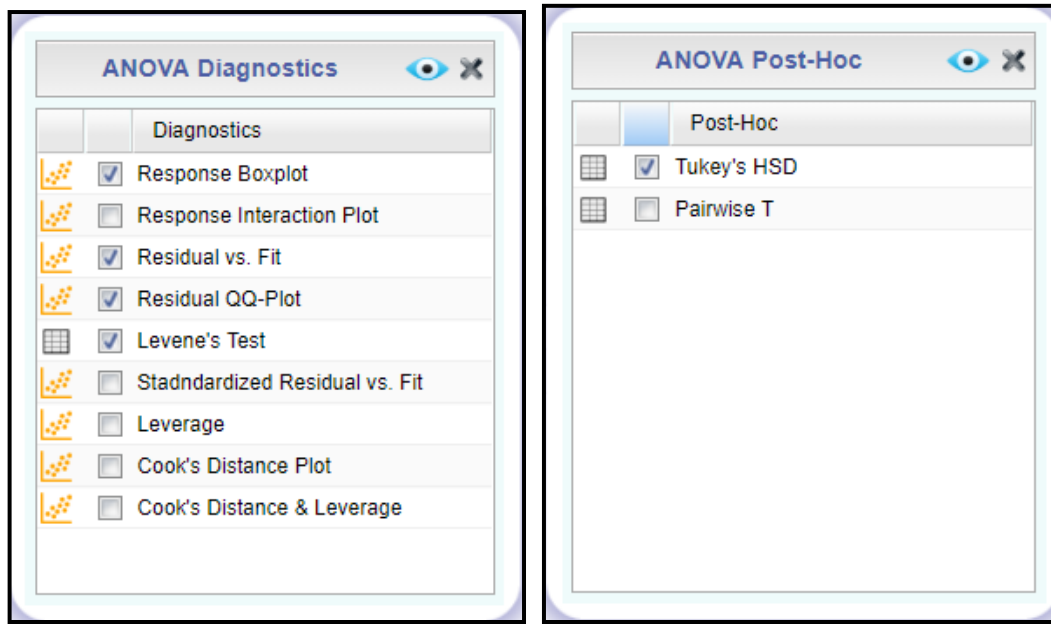 ANOVA Diagnostics
Diagnostics
Response Boxplot
Response Interaction Plot
Residual vs. Fit
Residual QQ-Plot
Levene's Test
Stadndardized Residual vs. Fit
Leverage
Cook's Distance Plot
Cook's Distance & Leverage
ANOVA Post-Hoc
Post-Hoc
Tukey's HSD
Pairwise T